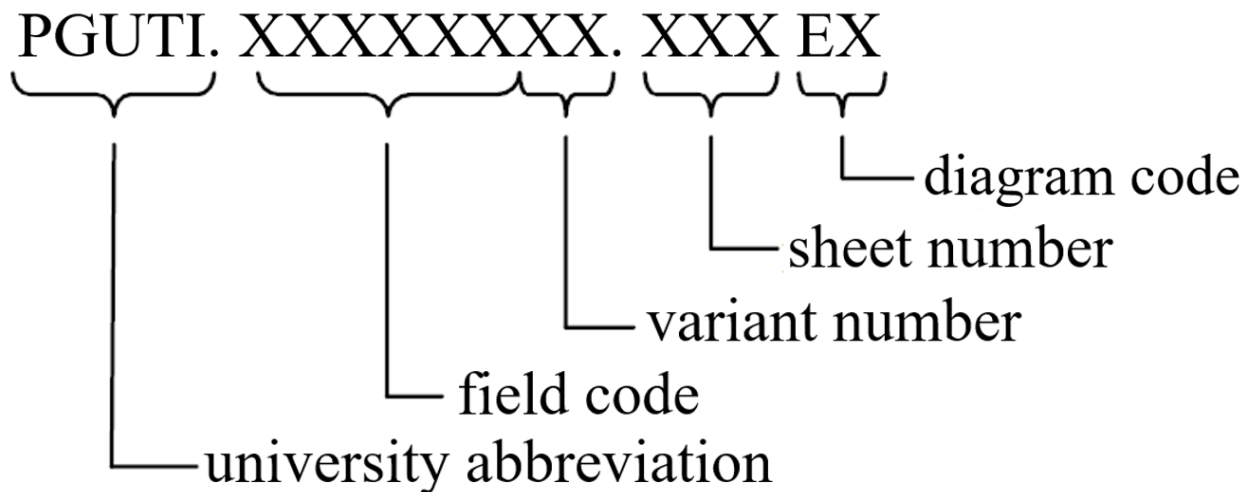 PGUTI. XXXXXXXX. XXX EX
diagram code
sheet number
variant number
field code
university abbreviation